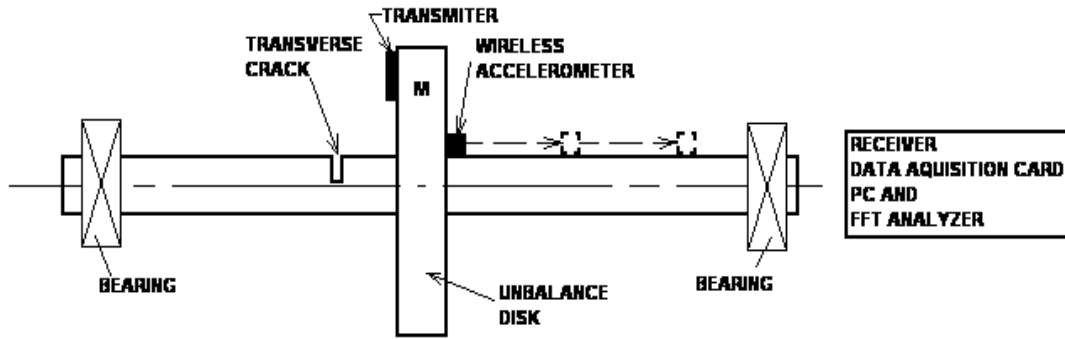 TRANSMITER
TRANSVERSE
CRACK
WIRELESS
ACCELEROMETER
M
RECEIVER
DATA AQUISITION CARD
PC AND
FFT ANALYZER
BEARING
UNBALANCE
DISK
BEARING